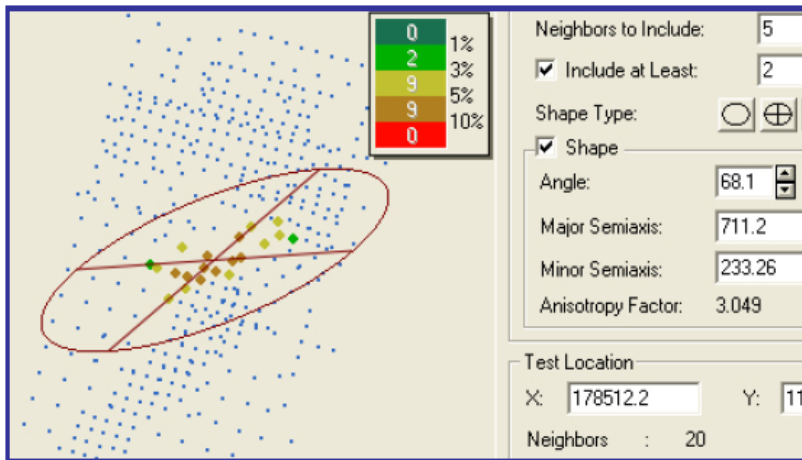 0
2
9
9
0
1%
3%
5%
10%
Neighbors to Include: 5
Include at Least: 2
Shape Type:
Shape
Angle: 68.1
Major Semiaxis: 711.2
Minor Semiaxis: 233.26
Anisotropy Factor: 3.049
Test Location
X: 178512.2 Y: 11
Neighbors : 20